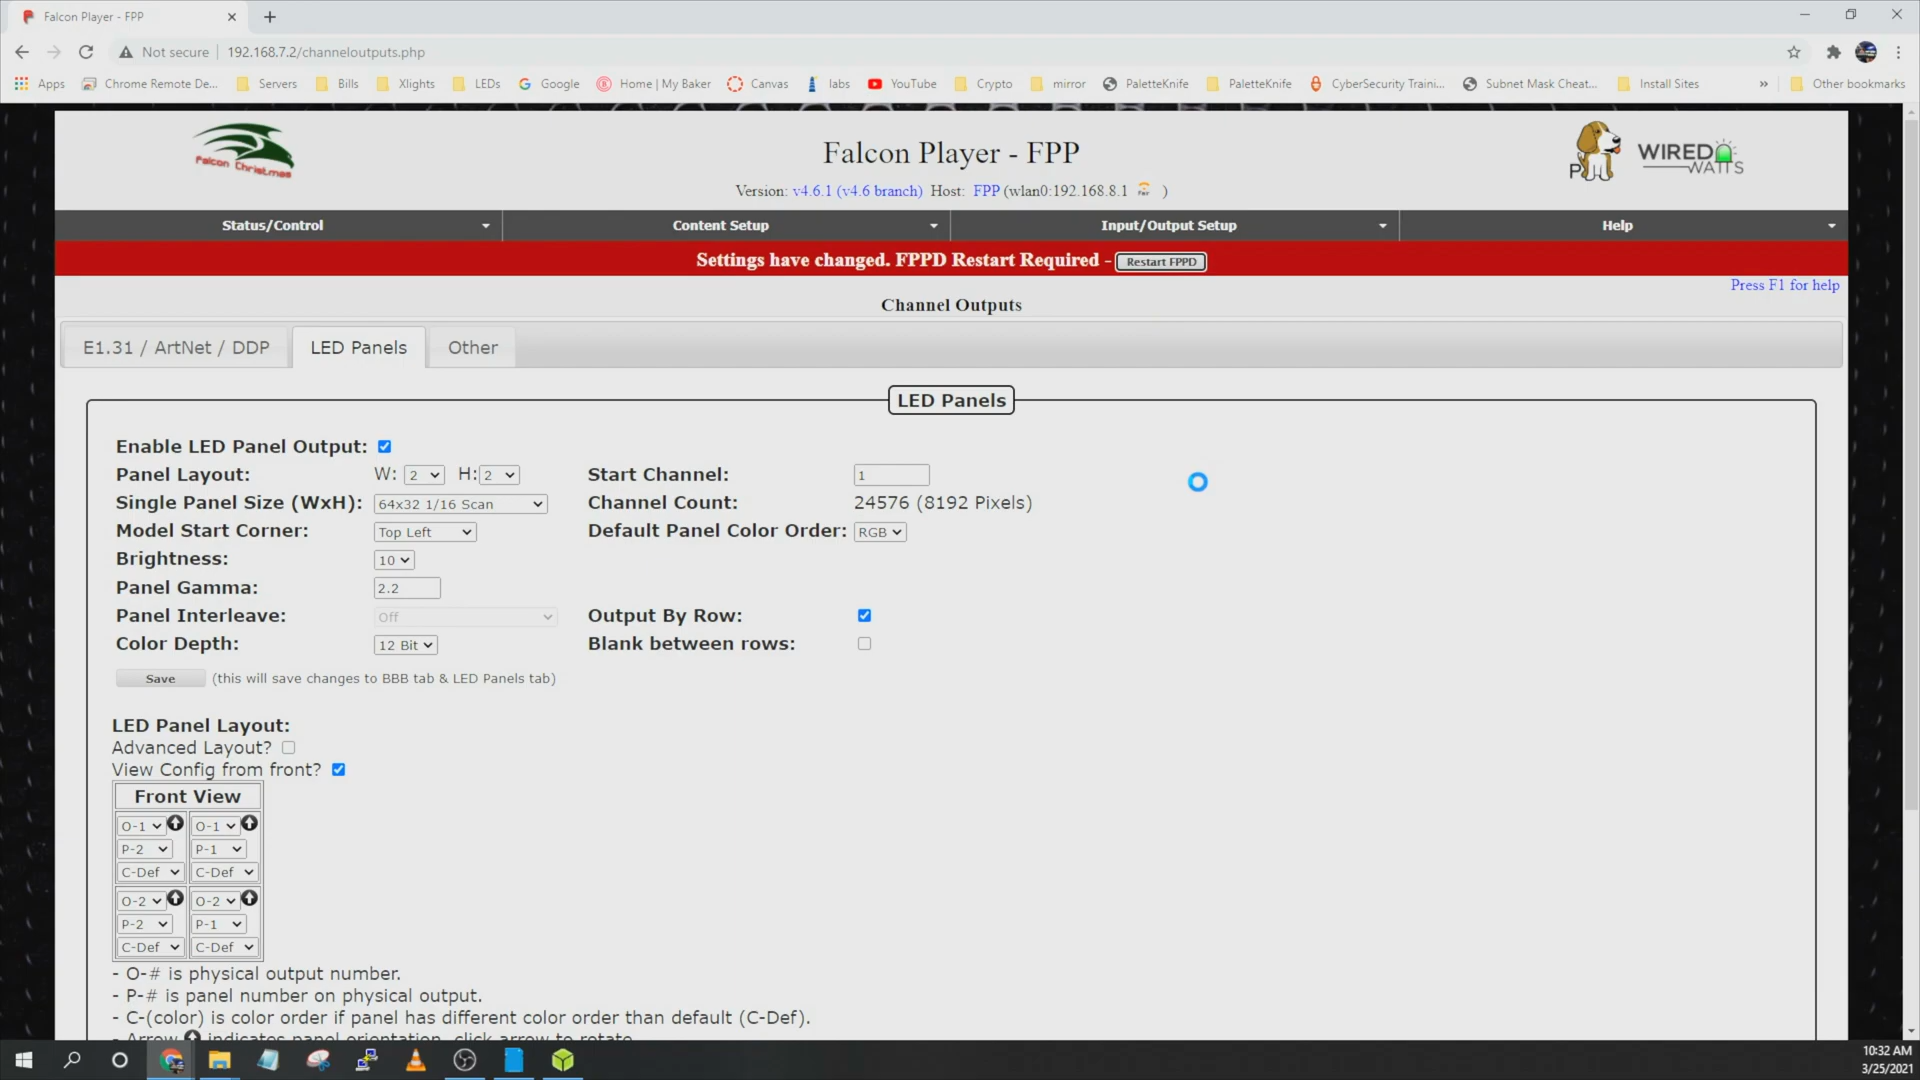 Falcon Player - FPP
Not secure
192.168.7.2/channeloutputs.php
Apps
Chrome Remote De...
Servers
Bills
Xlights
LEDs
Google
Home | My Baker
Canvas
labs
YouTube
Crypto
mirror
PaletteKnife
PaletteKnife
CyberSecurity Traini...
Subnet Mask Cheat...
Install Sites
»
Other bookmarks
Falcon Christmas
Falcon Player - FPP
P
WIRED
WATTS
Version: v4.6.1 (v4.6 branch) Host: FPP (wlan0:192.168.8.1 )
Status/Control
Content Setup
Input/Output Setup
Help
Settings have changed. FPPD Restart Required - Restart FPPD
Press F1 for help
Channel Outputs
E1.31 / ArtNet / DDP
LED Panels
Other
LED Panels
Enable LED Panel Output:
Panel Layout: W: 2 H: 2 Start Channel: 1
Single Panel Size (WxH): 64x32 1/16 Scan Channel Count: 24576 (8192 Pixels)
Model Start Corner: Top Left Default Panel Color Order: RGB
Brightness: 10
Panel Gamma: 2.2
Panel Interleave: Off Output By Row:
Color Depth: 12 Bit Blank between rows:
Save (this will save changes to BBB tab & LED Panels tab)
LED Panel Layout:
Advanced Layout?
View Config from front?
Front View
O-1 O-1
P-2 P-1
C-Def C-Def
O-2 O-2
P-2 P-1
C-Def C-Def
- O-# is physical output number.
- P-# is panel number on physical output.
- C-(color) is color order if panel has different color order than default (C-Def).
- Arrow indicates panel orientation, click arrow to rotate.
10:32 AM
3/25/2021